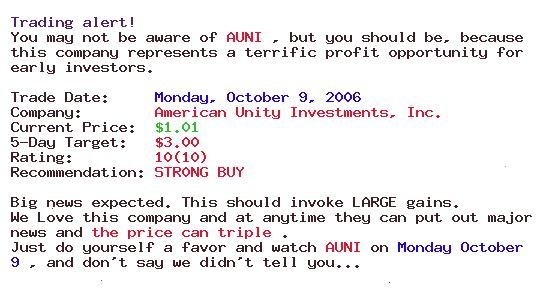 Trading alert!
You may not be aware of AUNI , but you should be, because
this company represents a terrific profit opportunity for
early investors.
Trade Date: Monday, October 9, 2006
Company: American Unity Investments, Inc.
Current Price: $1.01
5-Day Target: $3.00
Rating: 10(10)
Recommendation: STRONG BUY
Big news expected. This should invoke LARGE gains.
We Love this company and at anytime they can put out major
news and the price can triple .
Just do yourself a favor and watch AUNI on Monday October
9 , and don't say we didn't tell you...